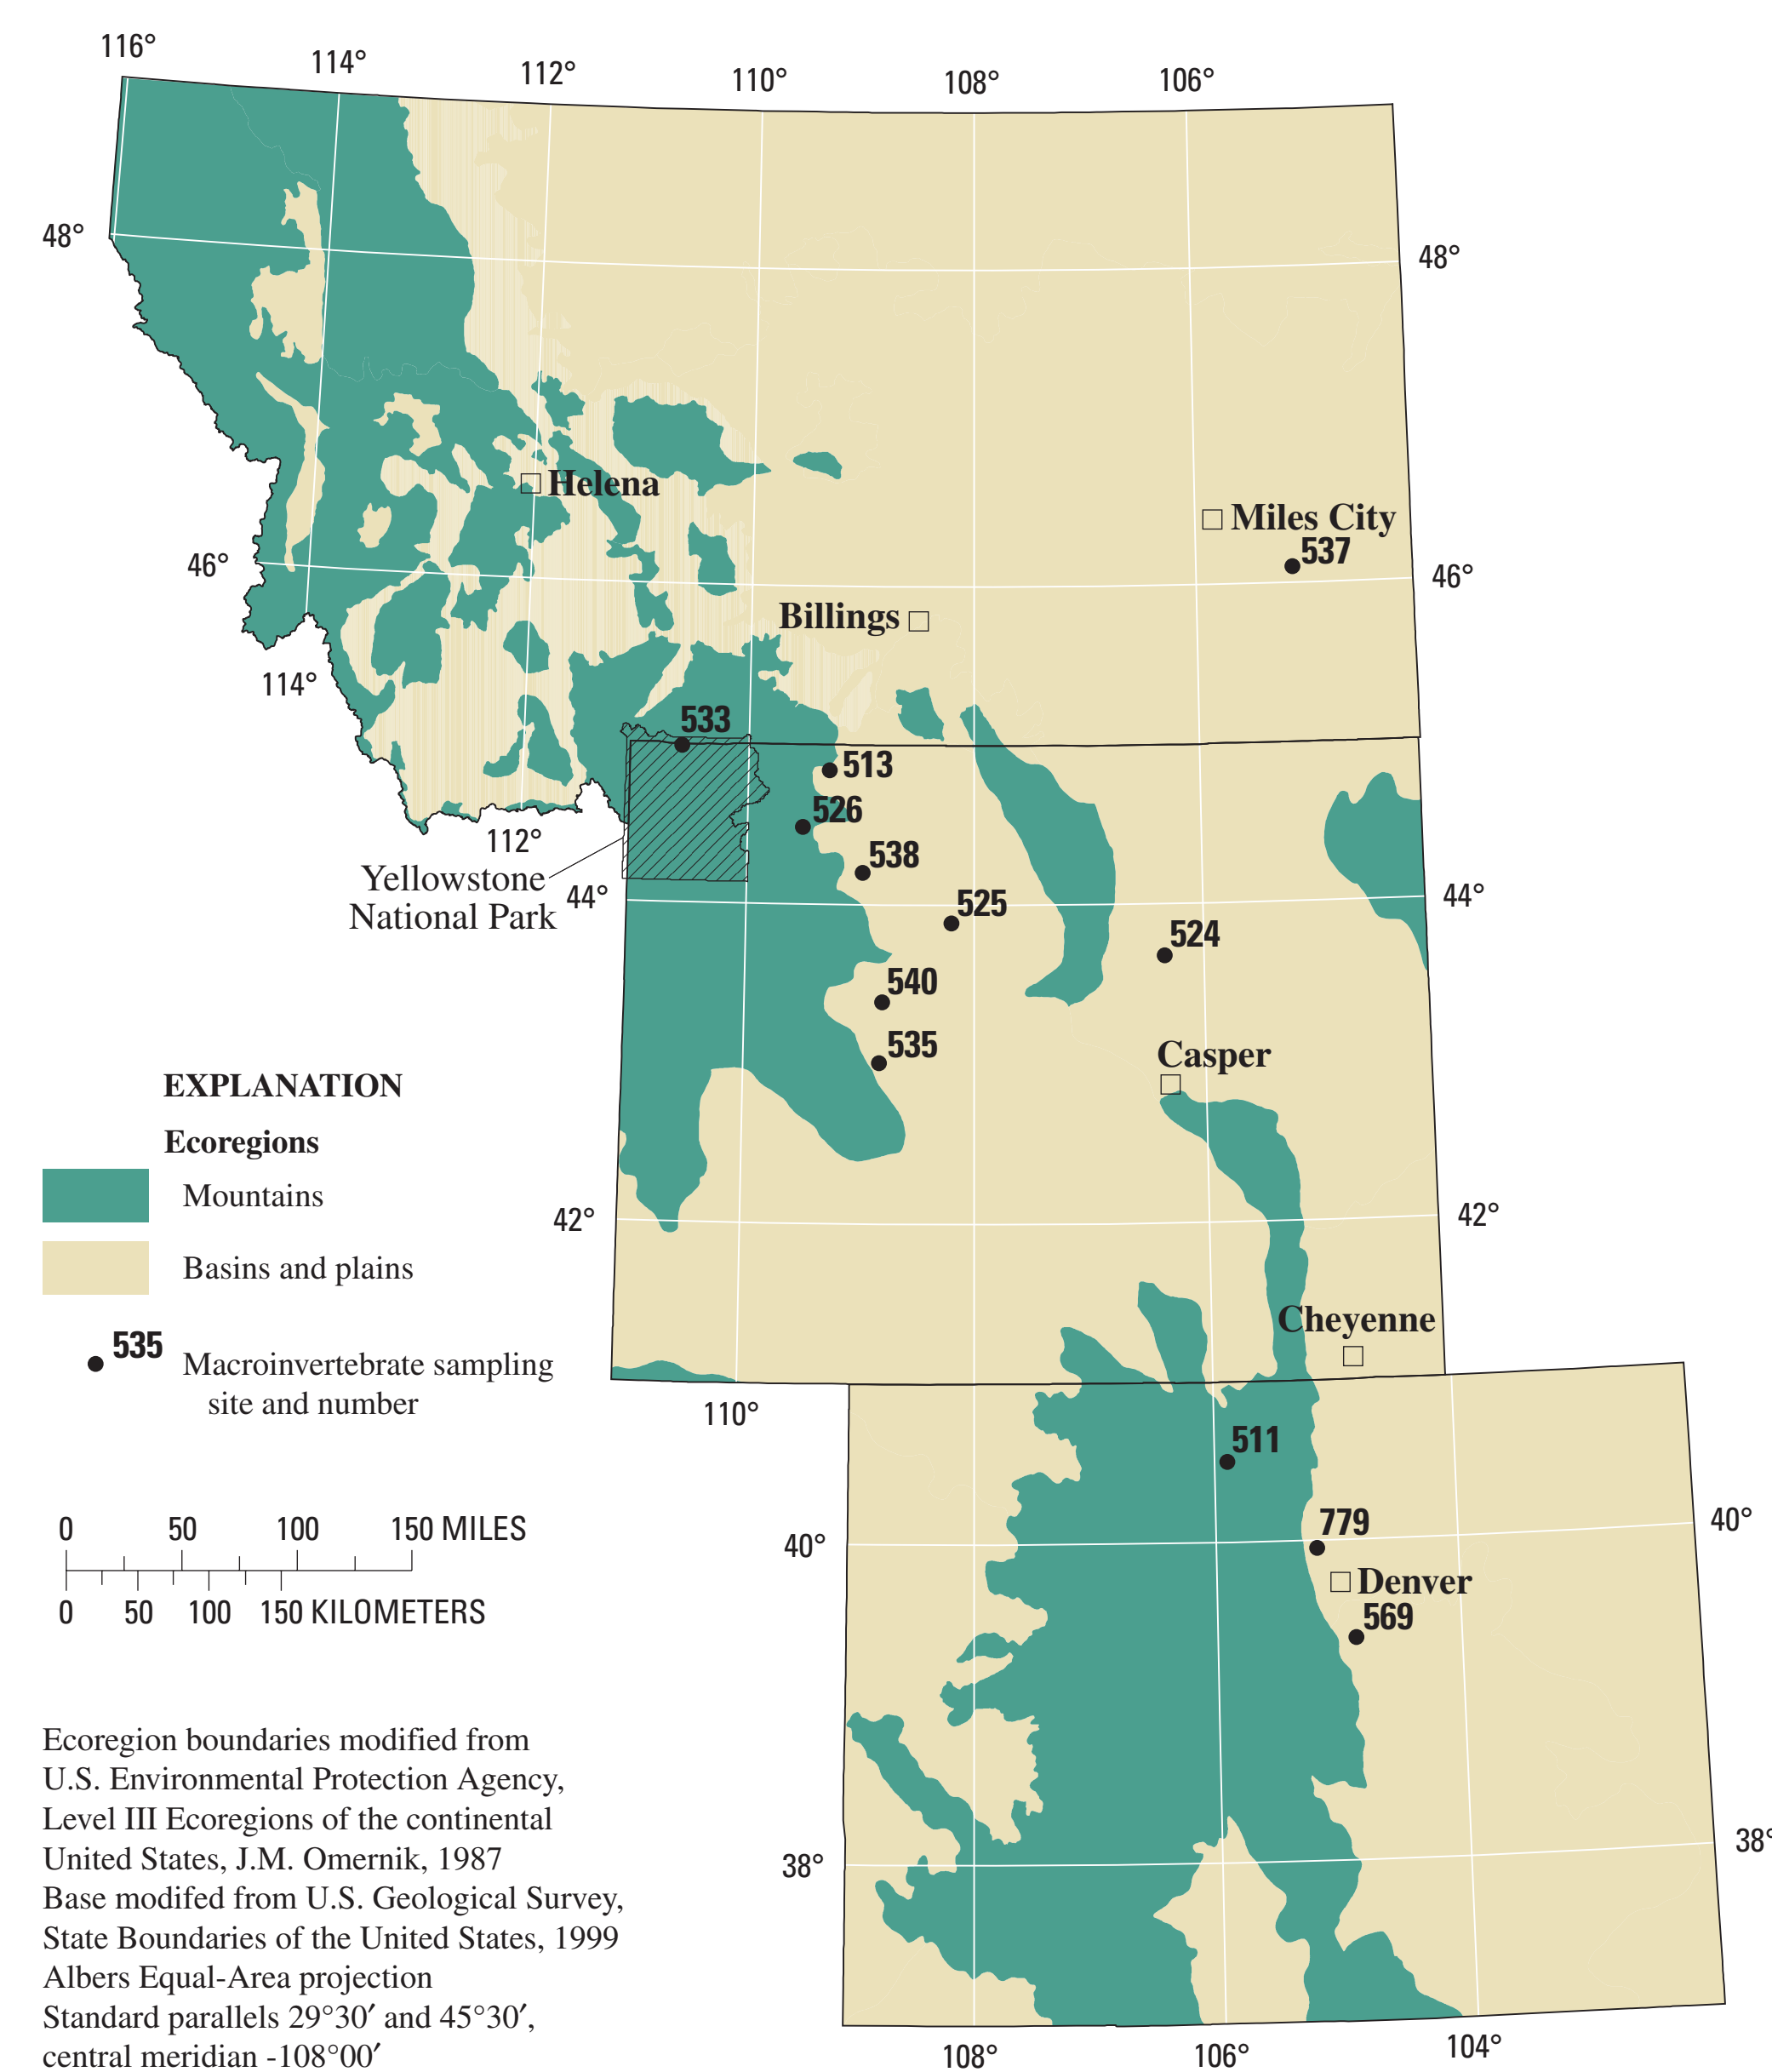 116°
114°
112°
110°
108°
106°
48°
48°
Helena
Miles City
537
46°
46°
Billings
114°
533
513
526
112°
538
Yellowstone
National Park
44°
44°
525
524
540
535
Casper
EXPLANATION
Ecoregions
Mountains
42°
42°
Basins and plains
Cheyenne
535
Macroinvertebrate sampling
site and number
110°
511
0 50 100 150 MILES
0 50 100 150 KILOMETERS
40°
40°
779
Denver
569
Ecoregion boundaries modified from
U.S. Environmental Protection Agency,
Level III Ecoregions of the continental
United States, J.M. Omernik, 1987
Base modifed from U.S. Geological Survey,
State Boundaries of the United States, 1999
Albers Equal-Area projection
Standard parallels 29°30′ and 45°30′,
central meridian -108°00′
38°
38°
108°
106°
104°